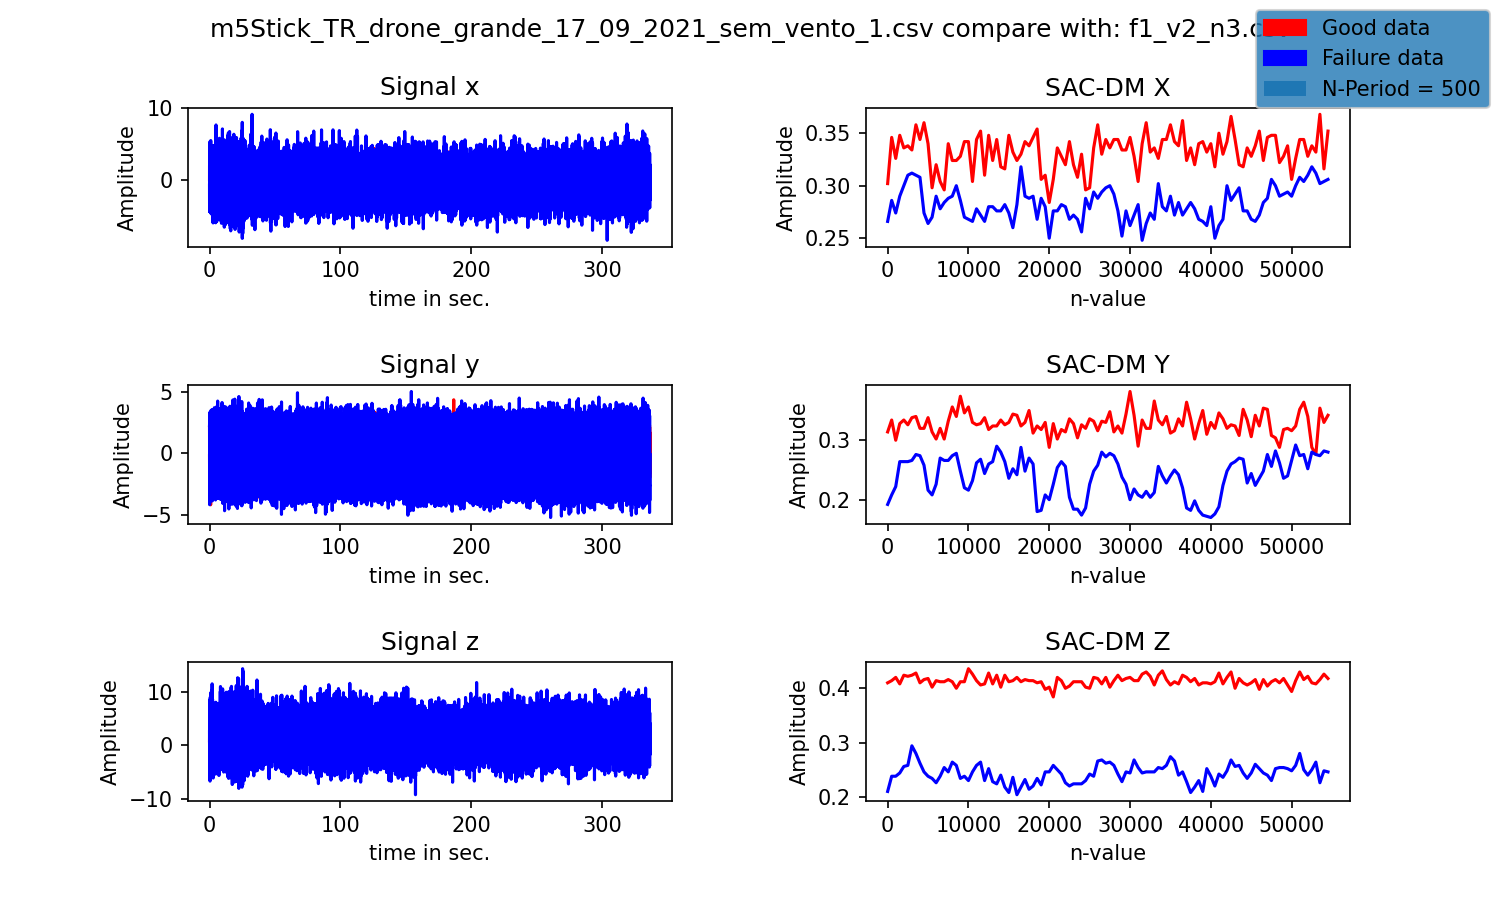 m5Stick_TR_drone_grande_17_09_2021_sem_vento_1.csv compare with: f1_v2_n3.csv
Good data
Failure data
N-Period = 500
Signal x
Amplitude
10
0
0
100
200
300
time in sec.
SAC-DM X
Amplitude
0.35
0.30
0.25
0
10000
20000
30000
40000
50000
n-value
Signal y
Amplitude
5
0
−5
0
100
200
300
time in sec.
SAC-DM Y
Amplitude
0.3
0.2
0
10000
20000
30000
40000
50000
n-value
Signal z
Amplitude
10
0
−10
0
100
200
300
time in sec.
SAC-DM Z
Amplitude
0.4
0.3
0.2
0
10000
20000
30000
40000
50000
n-value